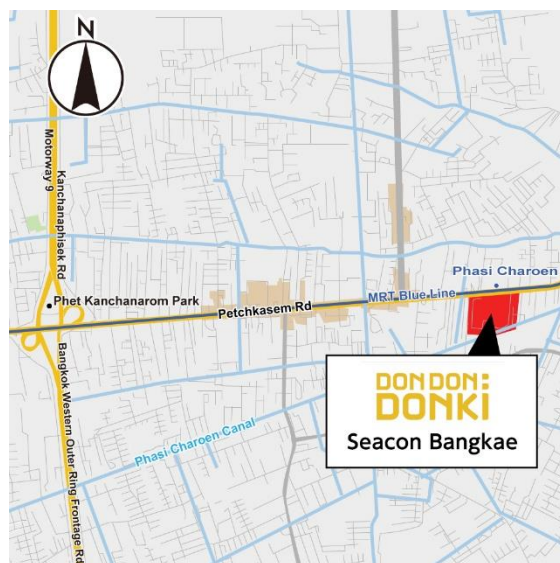 N
Motorway 9
Kanchanaphisek Rd
Phasi Charoen
MRT Blue Line
Phet Kanchanarom Park
Petchkasem Rd
DON DON:
DONKi
Seacon Bangkae
Phasi Charoen Canal
Bangkok Western Outer Ring Frontage Rd